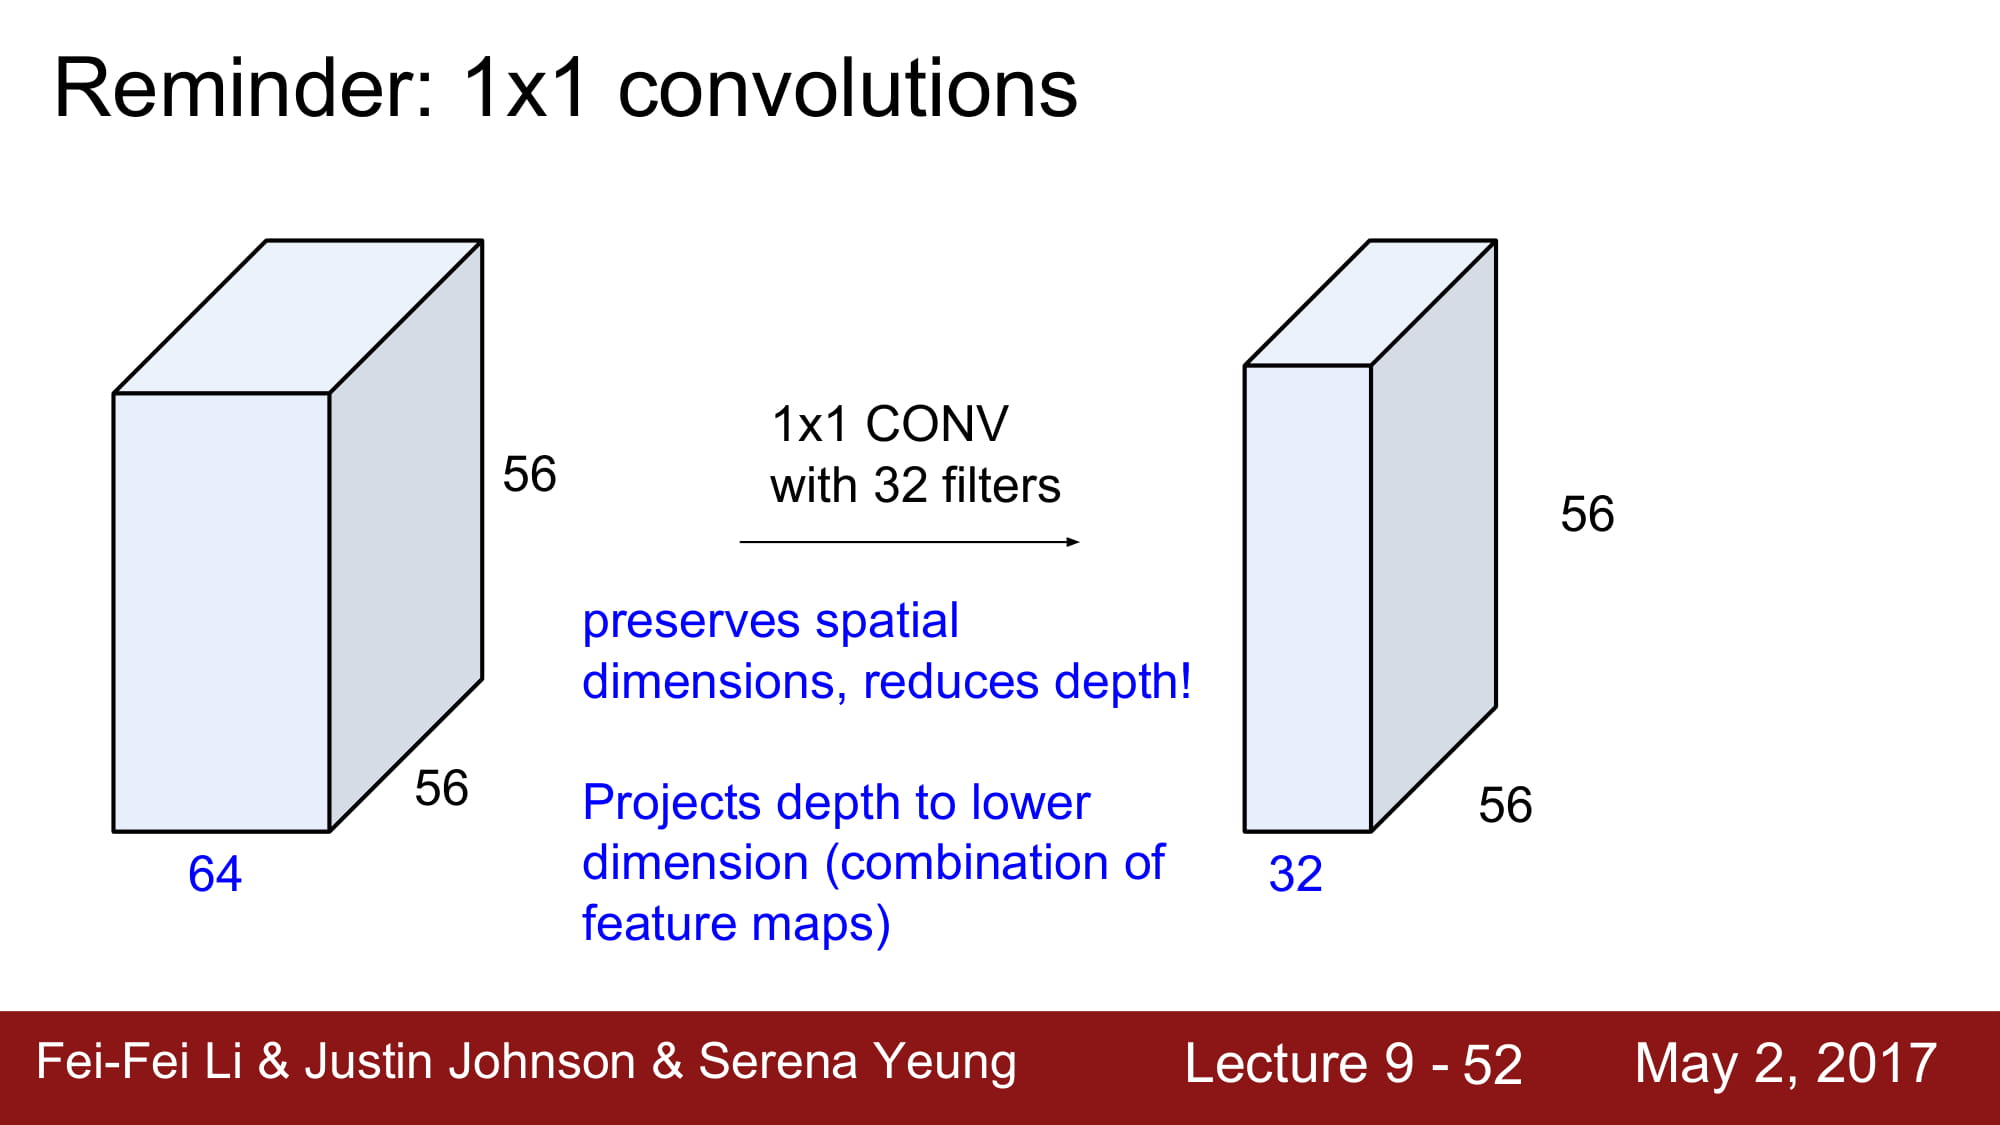 Reminder: 1x1 convolutions
56
56
64
1x1 CONV
with 32 filters
preserves spatial
dimensions, reduces depth!
Projects depth to lower
dimension (combination of
feature maps)
56
56
32
Fei-Fei Li & Justin Johnson & Serena Yeung
Lecture 9 - 52
May 2, 2017